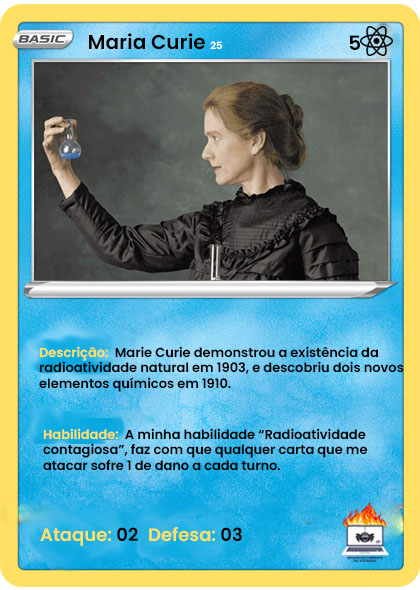 BASIC Maria Curie 25 5
Descrição: Marie Curie demonstrou a existência da
radioatividade natural em 1903, e descobriu dois novos
elementos químicos em 1910.
Habilidade: A minha habilidade “Radioatividade
contagiosa”, faz com que qualquer carta que me
atacar sofre 1 de dano a cada turno.
Ataque: 02 Defesa: 03